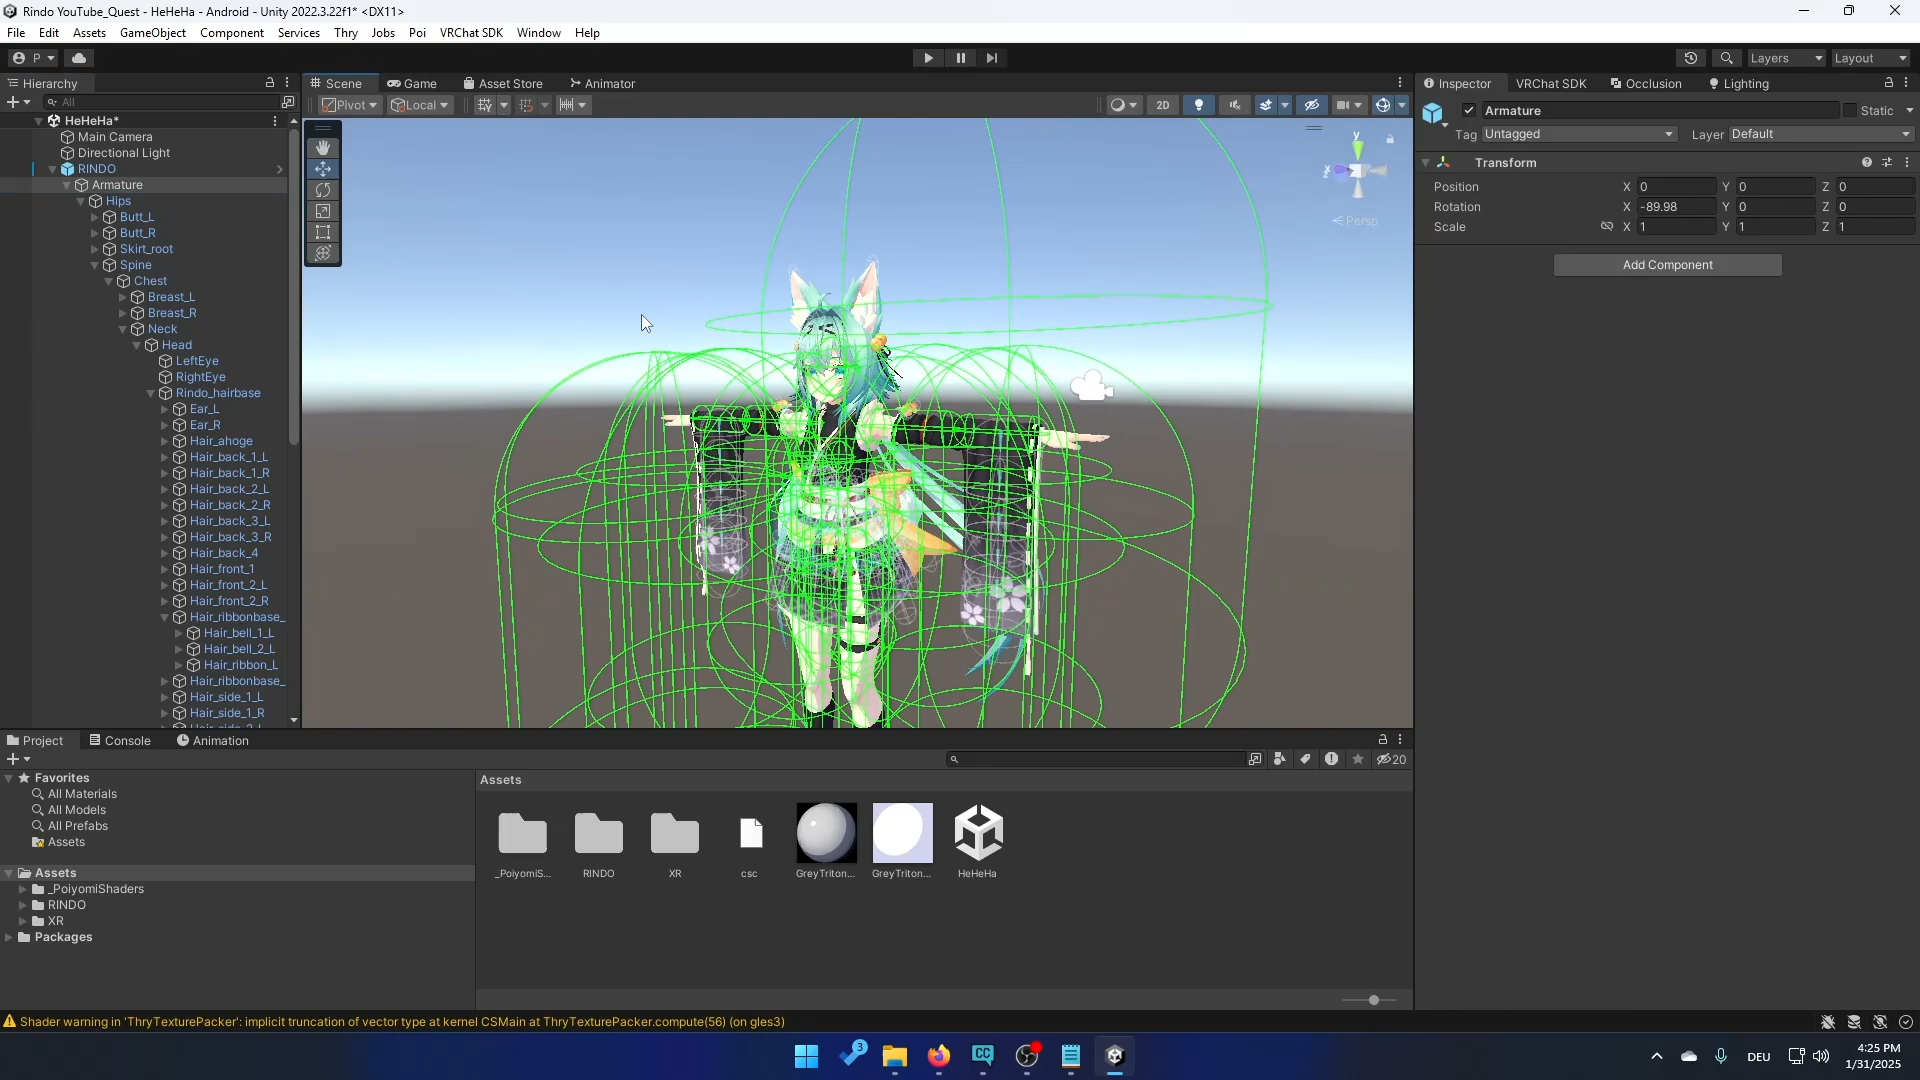 Rindo YouTube_Quest - HeHeHa - Android - Unity 2022.3.22f1* <DX11>
File Edit Assets GameObject Component Services Thry Jobs Poi VRChat SDK Window Help
P
Layers
Layout
Hierarchy
Scene
Game
Asset Store
Animator
Inspector
VRChat SDK
Occlusion
Lighting
All
Pivot
Local
2D
Armature
Static
Tag Untagged
Layer Default
HeHeHa*
Main Camera
Directional Light
RINDO
Armature
Hips
Butt_L
Butt_R
Skirt_root
Spine
Chest
Breast_L
Breast_R
Neck
Head
LeftEye
RightEye
Rindo_hairbase
Ear_L
Ear_R
Hair_ahoge
Hair_back_1_L
Hair_back_1_R
Hair_back_2_L
Hair_back_2_R
Hair_back_3_L
Hair_back_3_R
Hair_back_4
Hair_front_1
Hair_front_2_L
Hair_front_2_R
Hair_ribbonbase_
Hair_bell_1_L
Hair_bell_2_L
Hair_ribbon_L
Hair_ribbonbase_
Hair_side_1_L
Hair_side_1_R
y
z
Persp
Transform
Position X 0 Y 0 Z 0
Rotation X -89.98 Y 0 Z 0
Scale X 1 Y 1 Z 1
Add Component
Project
Console
Animation
20
Favorites
All Materials
All Models
All Prefabs
Assets
Assets
_PoiyomiShaders
RINDO
XR
Packages
Assets
_PoiyomiS...
RINDO
XR
csc
GreyTriton...
GreyTriton...
HeHeHa
Shader warning in 'ThryTexturePacker': implicit truncation of vector type at kernel CSMain at ThryTexturePacker.compute(56) (on gles3)
3
CC
DEU
4:25 PM
1/31/2025